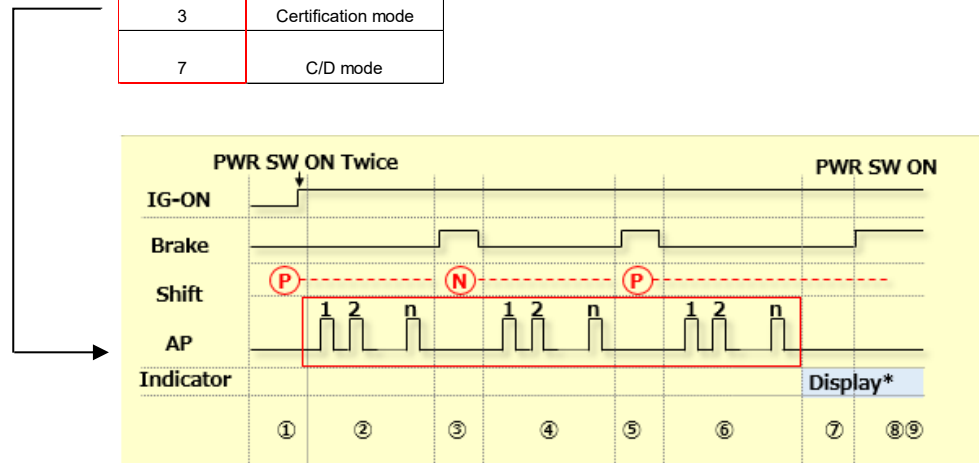 3 Certification mode
7 C/D mode
PWR SW ON Twice PWR SW ON
IG-ON
Brake
Shift P N P
1 2 n 1 2 n 1 2 n
AP
Indicator Display*
① ② ③ ④ ⑤ ⑥ ⑦ ⑧⑨